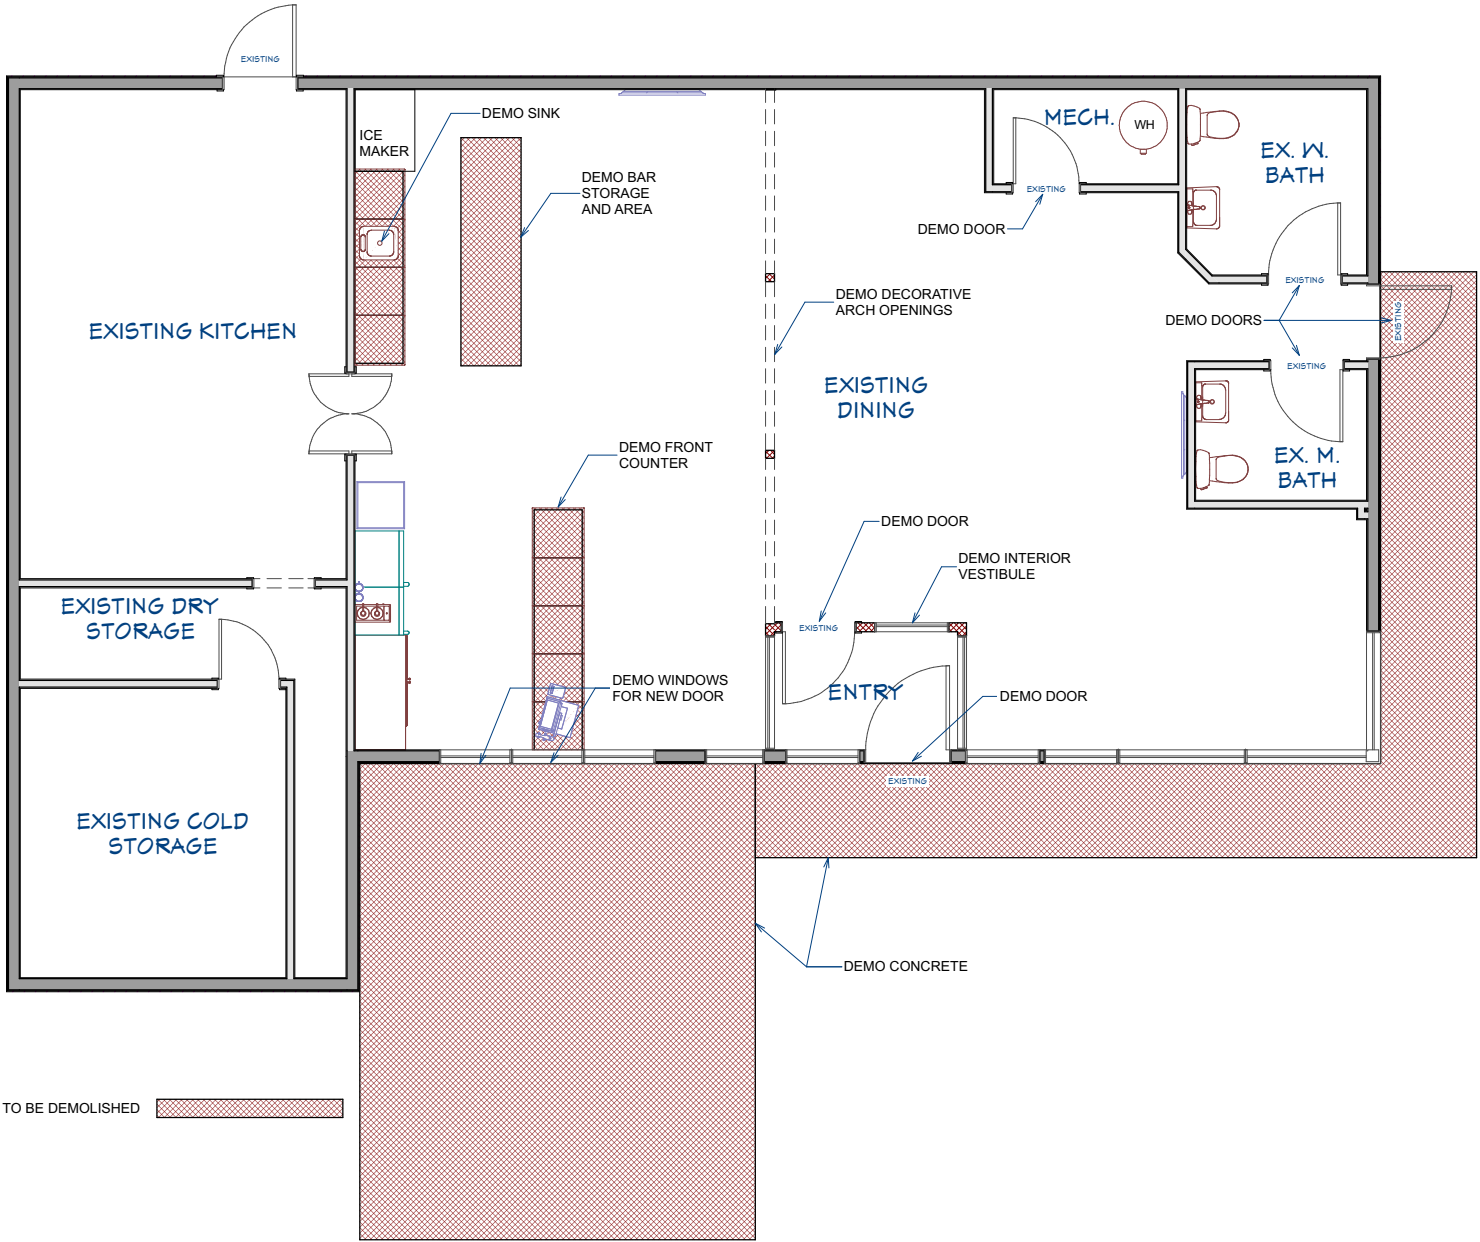 EXISTING
DEMO SINK
ICE
MAKER
MECH.
WH
EX. W.
BATH
DEMO BAR
STORAGE
AND AREA
EXISTING
DEMO DOOR
EXISTING
DEMO DECORATIVE
ARCH OPENINGS
DEMO DOORS
EXISTING
EXISTING KITCHEN
EXISTING
EXISTING
DINING
DEMO FRONT
COUNTER
EX. M.
BATH
DEMO DOOR
DEMO INTERIOR
VESTIBULE
EXISTING DRY
STORAGE
EXISTING
DEMO WINDOWS
FOR NEW DOOR
ENTRY
DEMO DOOR
EXISTING
EXISTING COLD
STORAGE
DEMO CONCRETE
TO BE DEMOLISHED